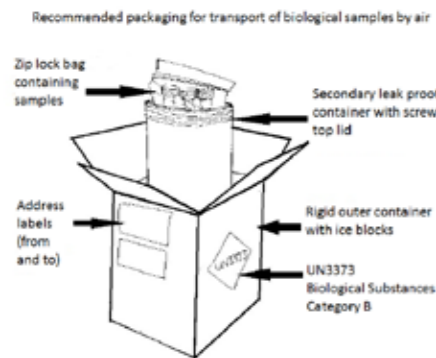 Recommended packaging for transport of biological samples by air
Zip lock bag
containing
samples
Secondary leak proof
container with screw
top lid
Address
labels
(from
and to)
Rigid outer container
with ice blocks
UN3373
UN3373
Biological Substances
Category B